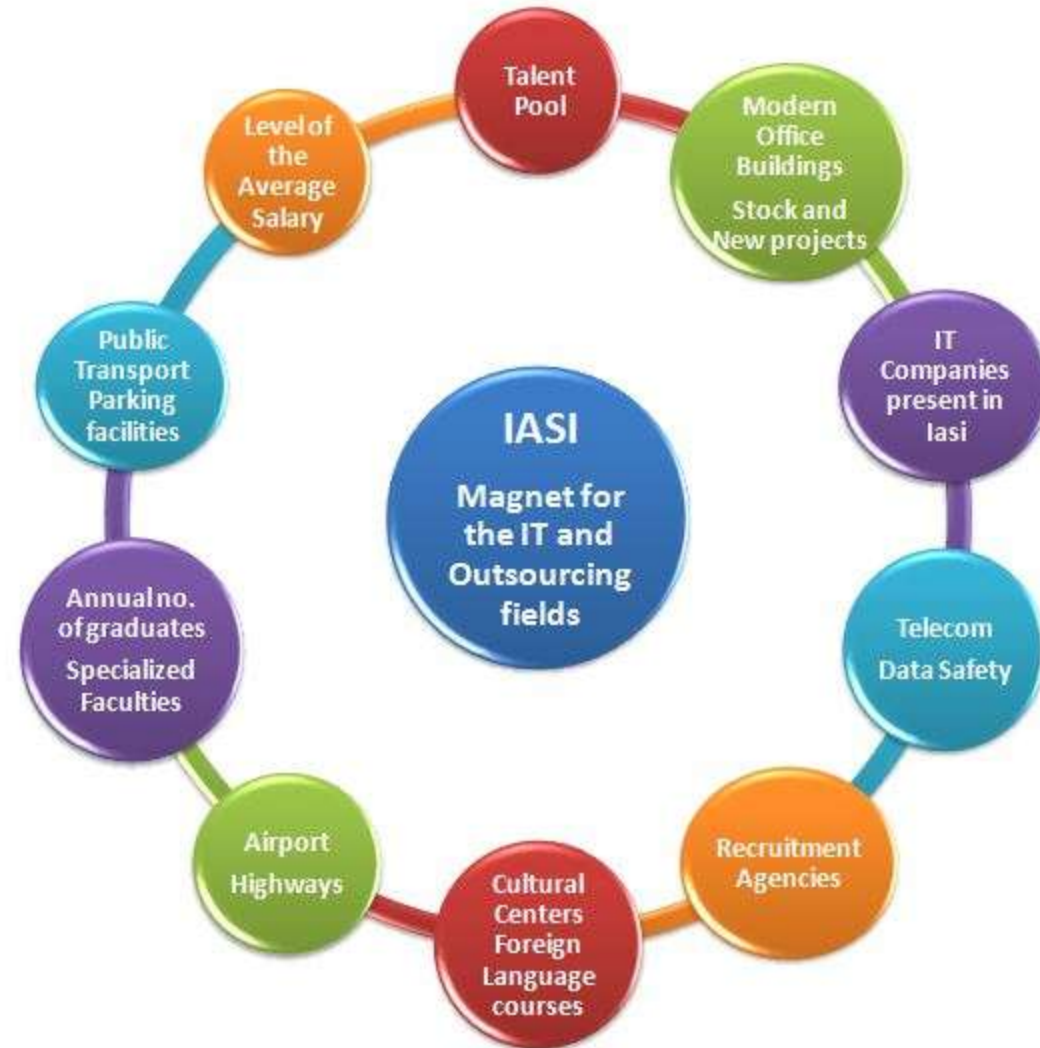 Talent
Pool
Modern
Office
Buildings
Stock and
New projects
IT
Companies
present in
Iasi
Telecom
Data Safety
Recruitment
Agencies
Cultural
Centers
Foreign
Language
courses
Airport
Highways
Annual no.
of graduates
Specialized
Faculties
Public
Transport
Parking
facilities
Level of
the
Average
Salary
IASI
Magnet for
the IT and
Outsourcing
fields